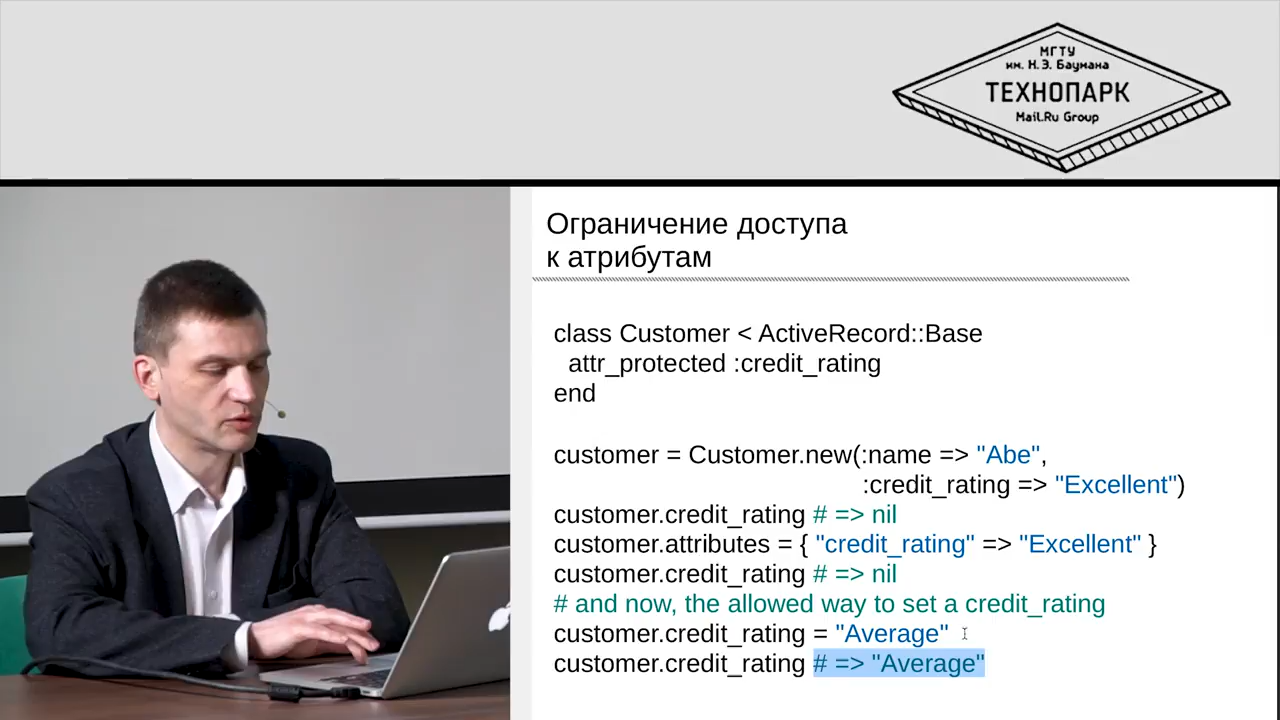 МГТУ
им. Н.Э. Баумана
ТЕХНОПАРК
Mail.Ru Group
Ограничение доступа
к атрибутам
class Customer < ActiveRecord::Base
attr_protected :credit_rating
end
customer = Customer.new(:name => "Abe",
:credit_rating => "Excellent")
customer.credit_rating # => nil
customer.attributes = { "credit_rating" => "Excellent" }
customer.credit_rating # => nil
# and now, the allowed way to set a credit_rating
customer.credit_rating = "Average"
customer.credit_rating # => "Average"